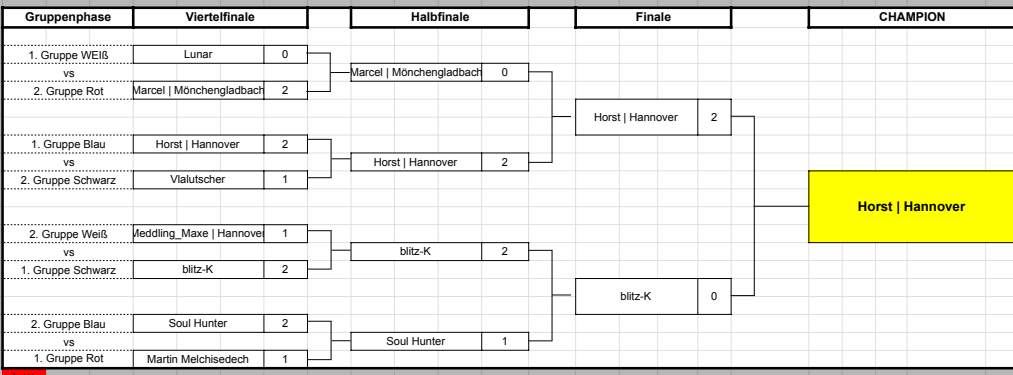 Gruppenphase Viertelfinale Halbfinale Finale CHAMPION
1. Gruppe WEIß Lunar 0
vs Marcel | Mönchengladbach 0
2. Gruppe Rot Marcel | Mönchengladbach 2
Horst | Hannover 2
1. Gruppe Blau Horst | Hannover 2
vs Horst | Hannover 2
2. Gruppe Schwarz Vlalutscher 1
Horst | Hannover
2. Gruppe Weiß Meddling_Maxe | Hannover 1
vs blitz-K 2
1. Gruppe Schwarz blitz-K 2
blitz-K 0
2. Gruppe Blau Soul Hunter 2
vs Soul Hunter 1
1. Gruppe Rot Martin Melchisedech 1